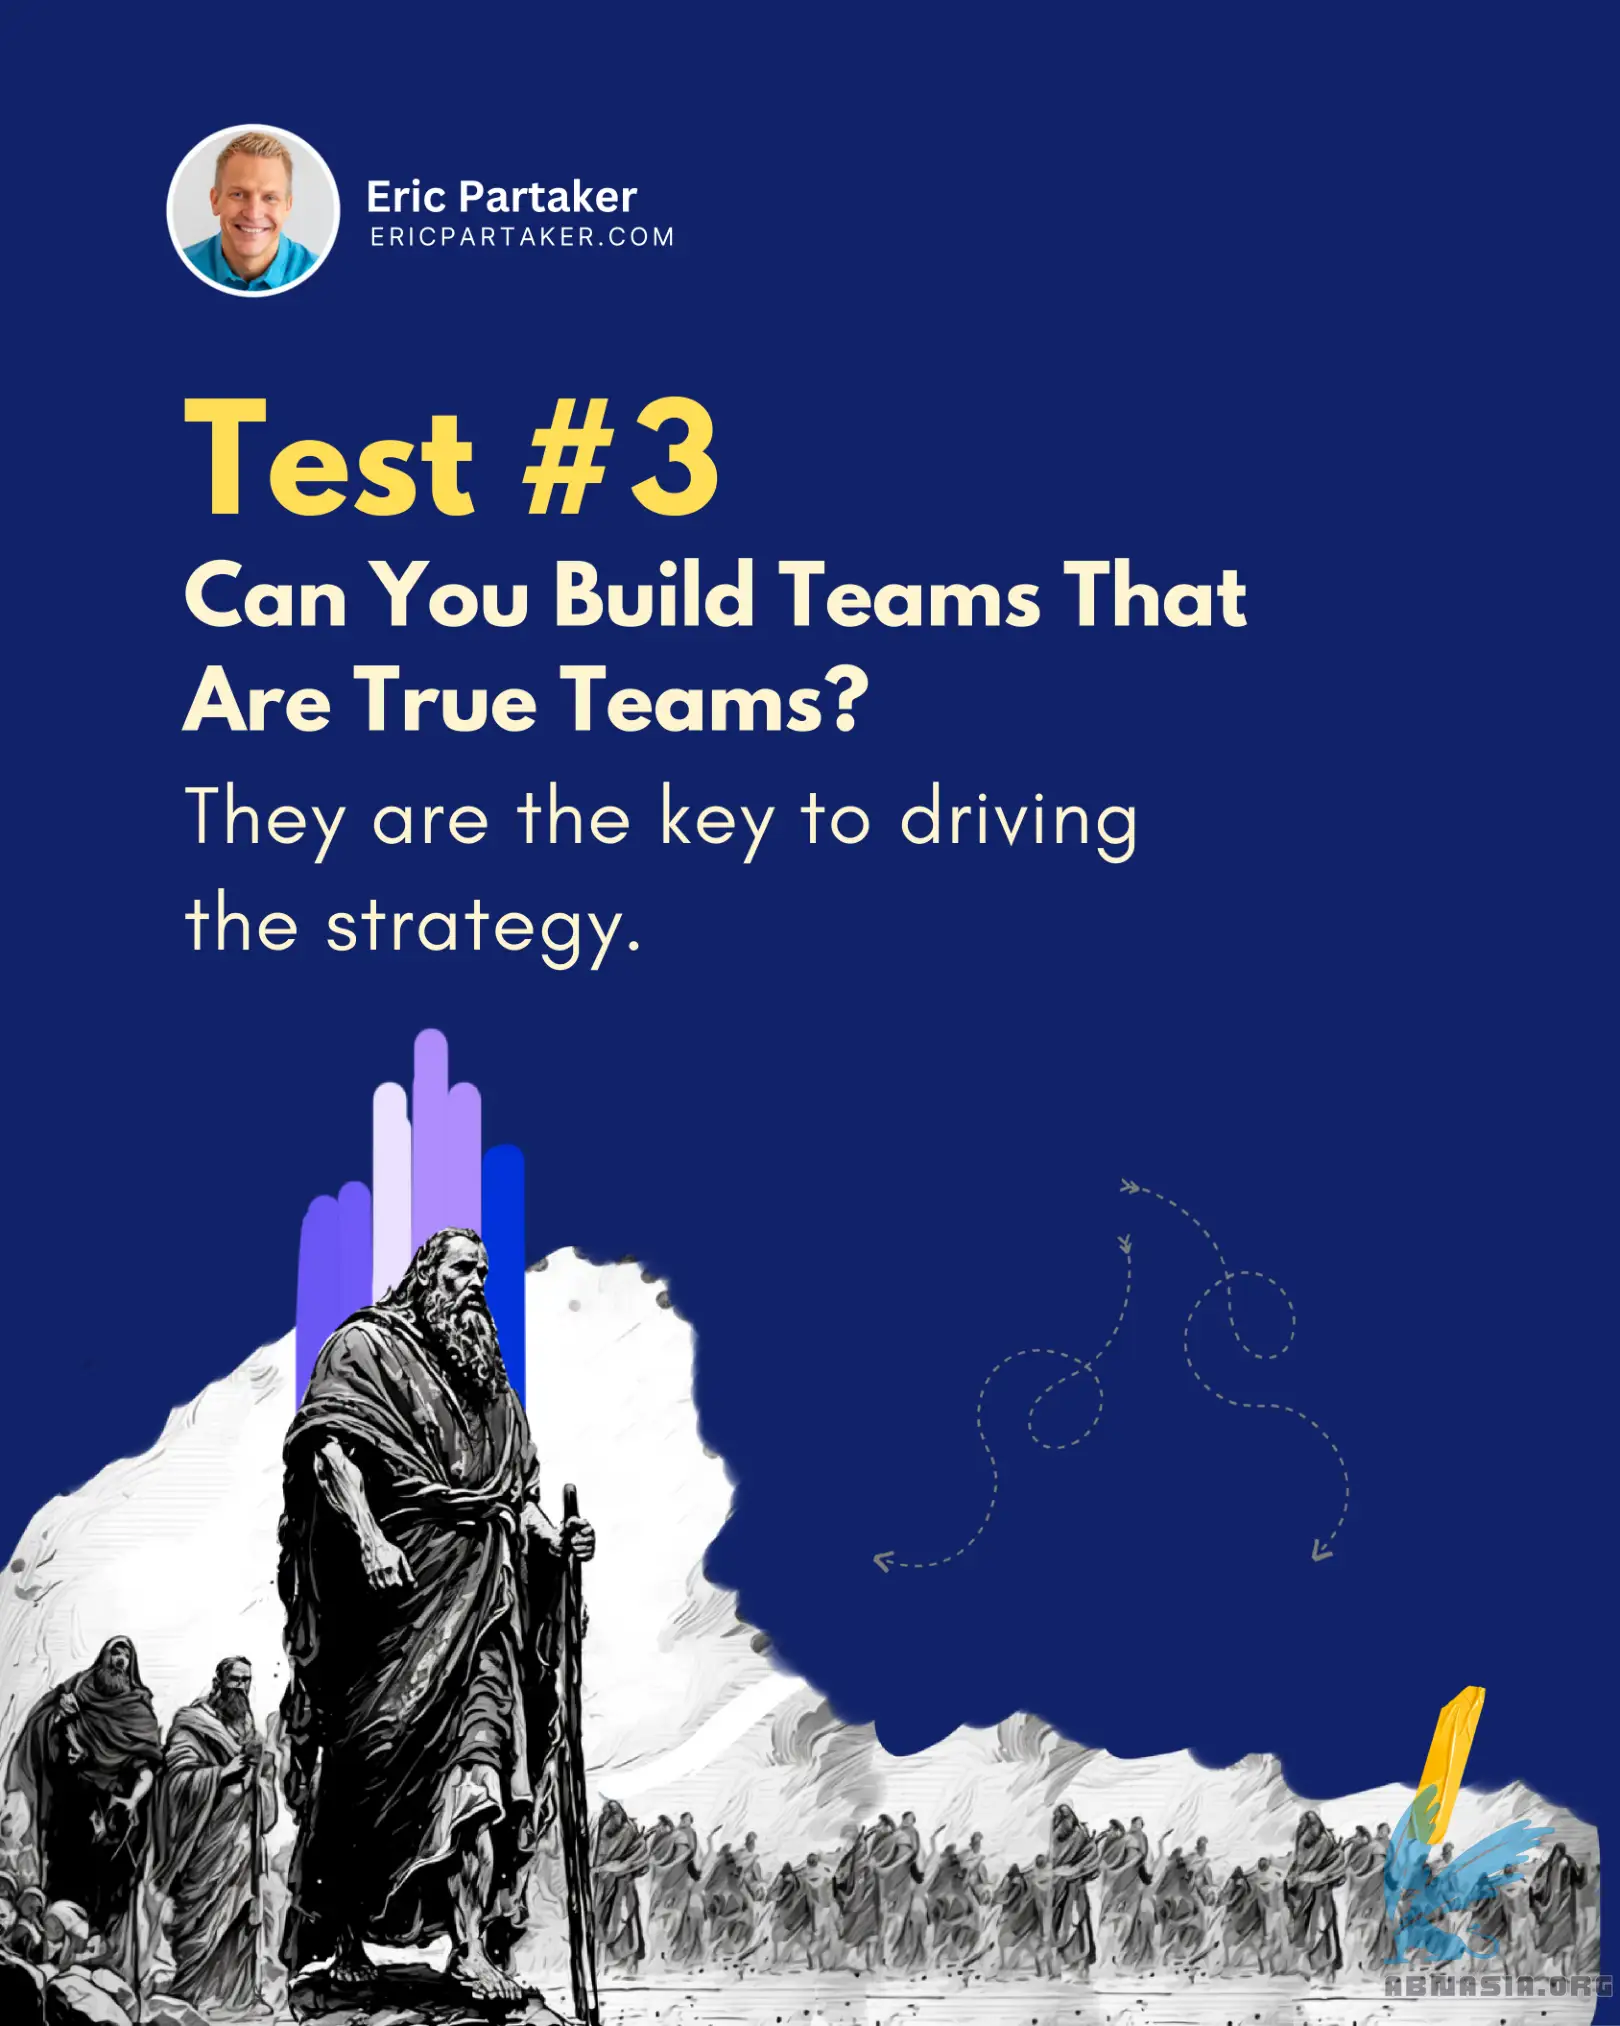 Eric Partaker
ERICPARTAKER.COM
Test #3
Can You Build Teams That
Are True Teams?
They are the key to driving
the strategy.
ABNASIA.ORG